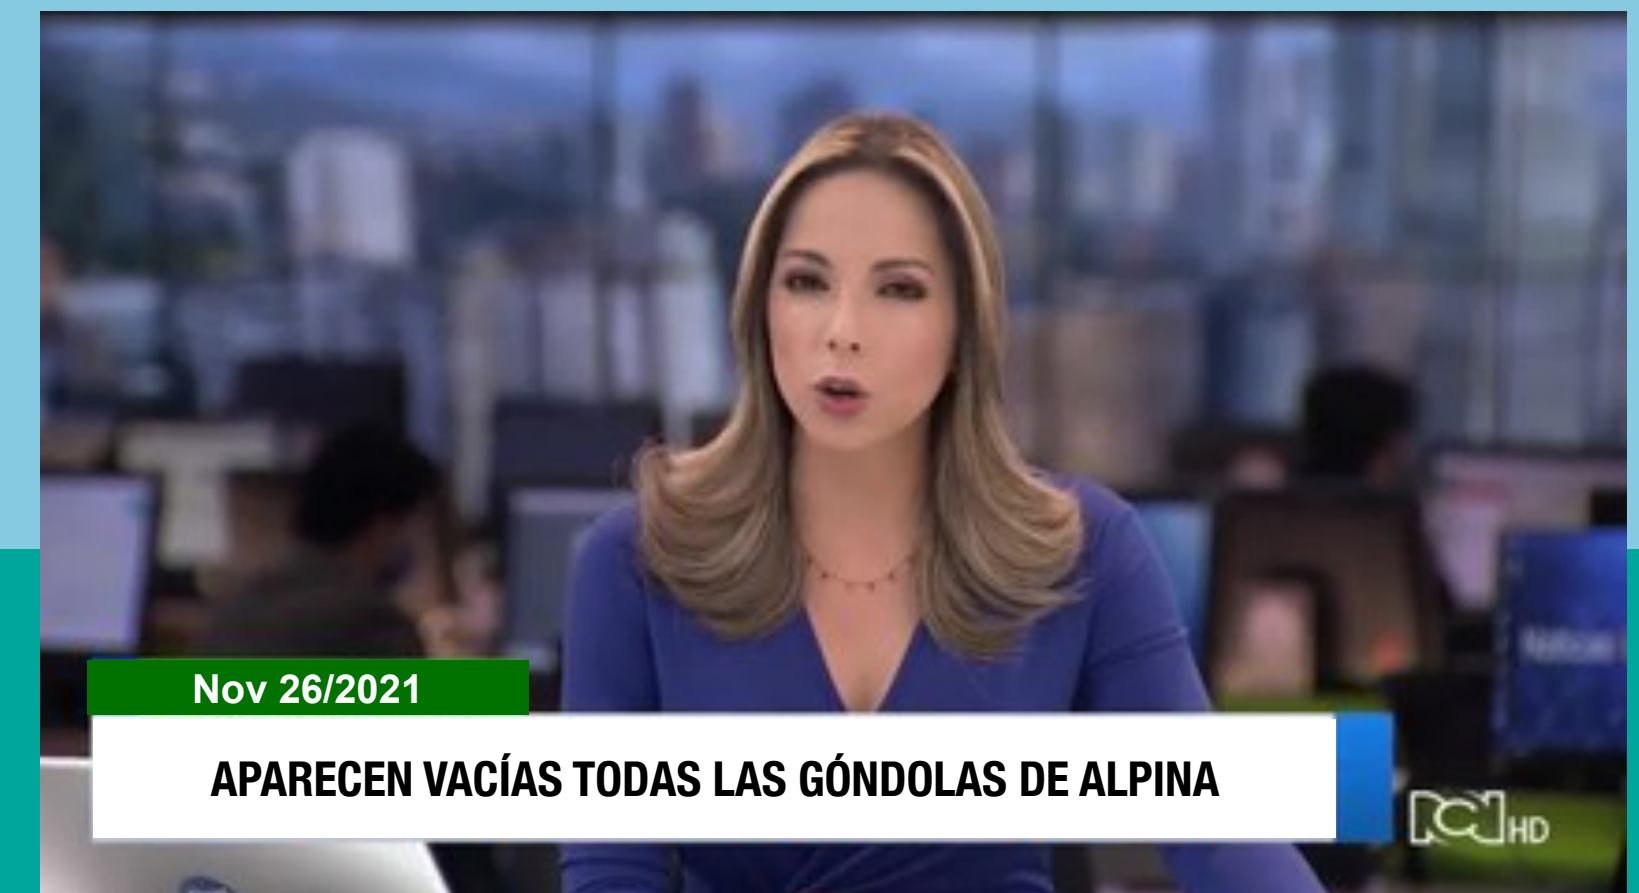 Nov 26/2021
APARECEN VACÍAS TODAS LAS GÓNDOLAS DE ALPINA
RCN HD